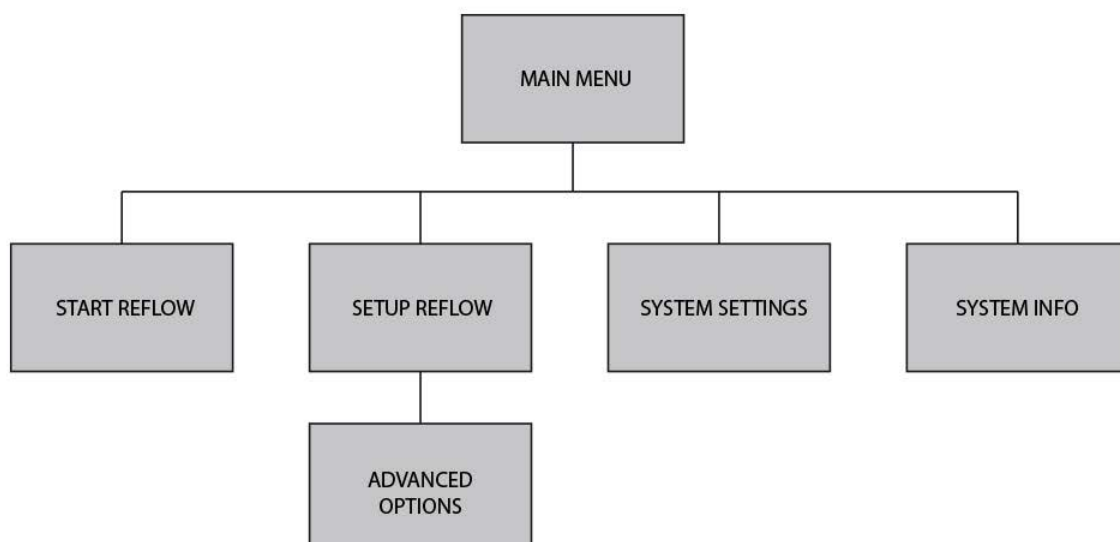 MAIN MENU
START REFLOW
SETUP REFLOW
SYSTEM SETTINGS
SYSTEM INFO
ADVANCED
OPTIONS